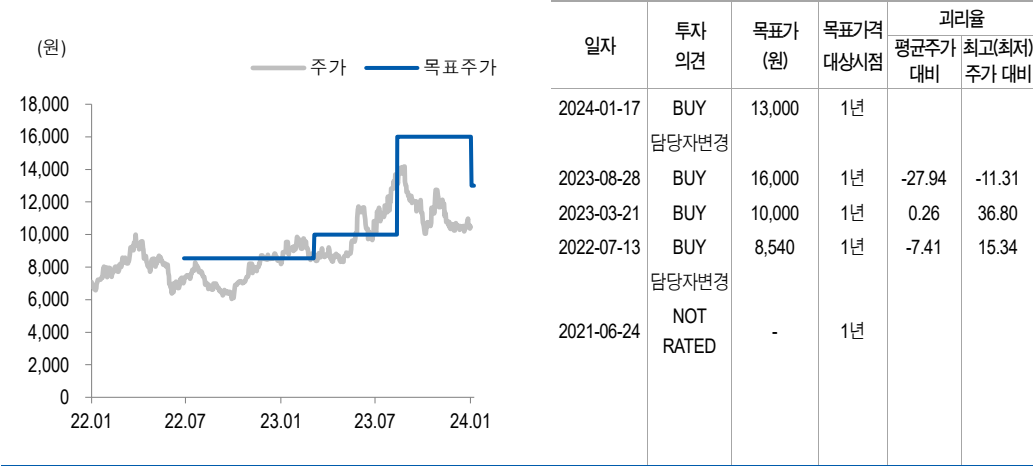 (원)
주가
목표주가
18,000
16,000
14,000
12,000
10,000
8,000
6,000
4,000
2,000
0
22.01 22.07 23.01 23.07 24.01
일자 투자 의견 목표가 (원) 목표가격 대상시점 괴리율
평균주가 대비 최고(최저) 주가 대비
2024-01-17 BUY 13,000 1년
담당자변경
2023-08-28 BUY 16,000 1년 -27.94 -11.31
2023-03-21 BUY 10,000 1년 0.26 36.80
2022-07-13 BUY 8,540 1년 -7.41 15.34
담당자변경
2021-06-24 NOT RATED - 1년